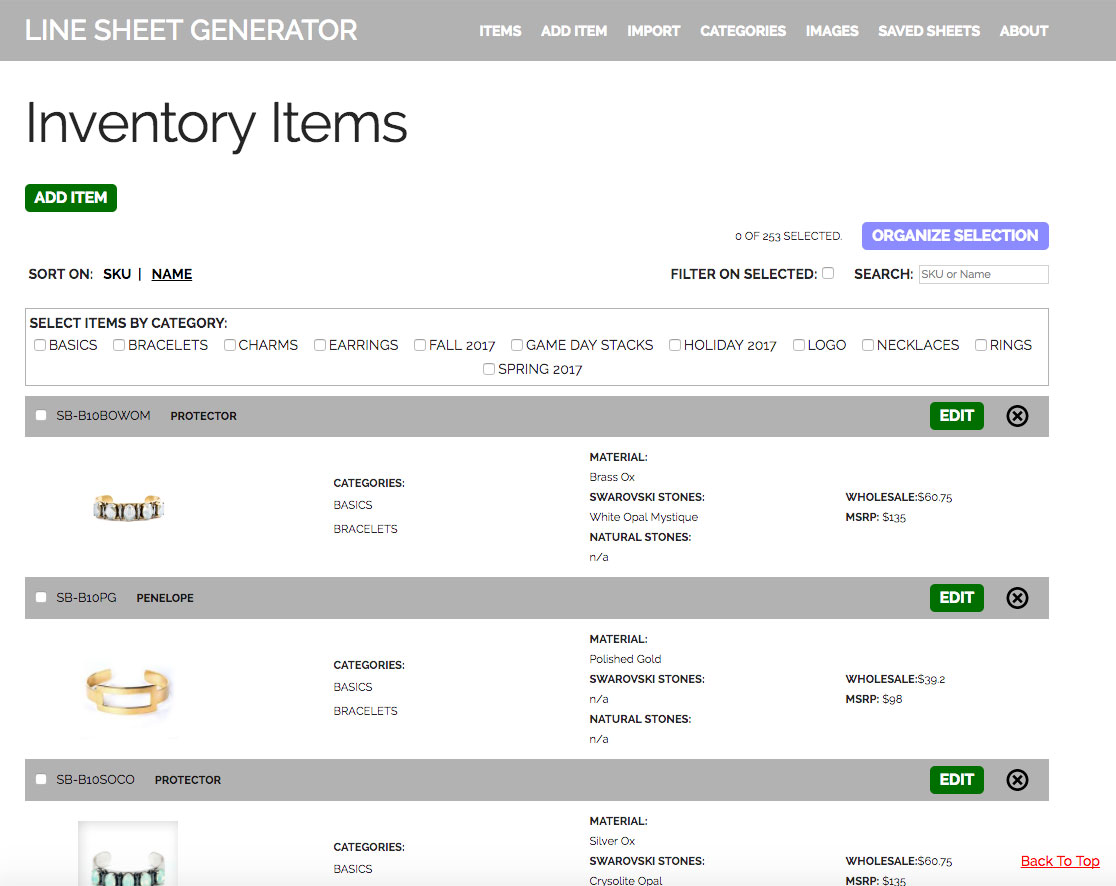 LINE SHEET GENERATOR
ITEMS ADD ITEM IMPORT CATEGORIES IMAGES SAVED SHEETS ABOUT
Inventory Items
ADD ITEM
0 OF 253 SELECTED.
ORGANIZE SELECTION
SORT ON: SKU | NAME
FILTER ON SELECTED:
SEARCH: SKU or Name
SELECT ITEMS BY CATEGORY:
BASICS BRACELETS CHARMS EARRINGS FALL 2017 GAME DAY STACKS HOLIDAY 2017 LOGO NECKLACES RINGS
SPRING 2017
SB-B10BOWOM PROTECTOR
EDIT
CATEGORIES:
BASICS
BRACELETS
MATERIAL:
Brass Ox
SWAROVSKI STONES:
White Opal Mystique
NATURAL STONES:
n/a
WHOLESALE:$60.75
MSRP: $135
SB-B10PG PENELOPE
EDIT
CATEGORIES:
BASICS
BRACELETS
MATERIAL:
Polished Gold
SWAROVSKI STONES:
n/a
NATURAL STONES:
n/a
WHOLESALE:$39.2
MSRP: $98
SB-B10SOCO PROTECTOR
EDIT
CATEGORIES:
BASICS
MATERIAL:
Silver Ox
SWAROVSKI STONES:
Crysolite Opal
WHOLESALE:$60.75
MSRP: $135
Back To Top